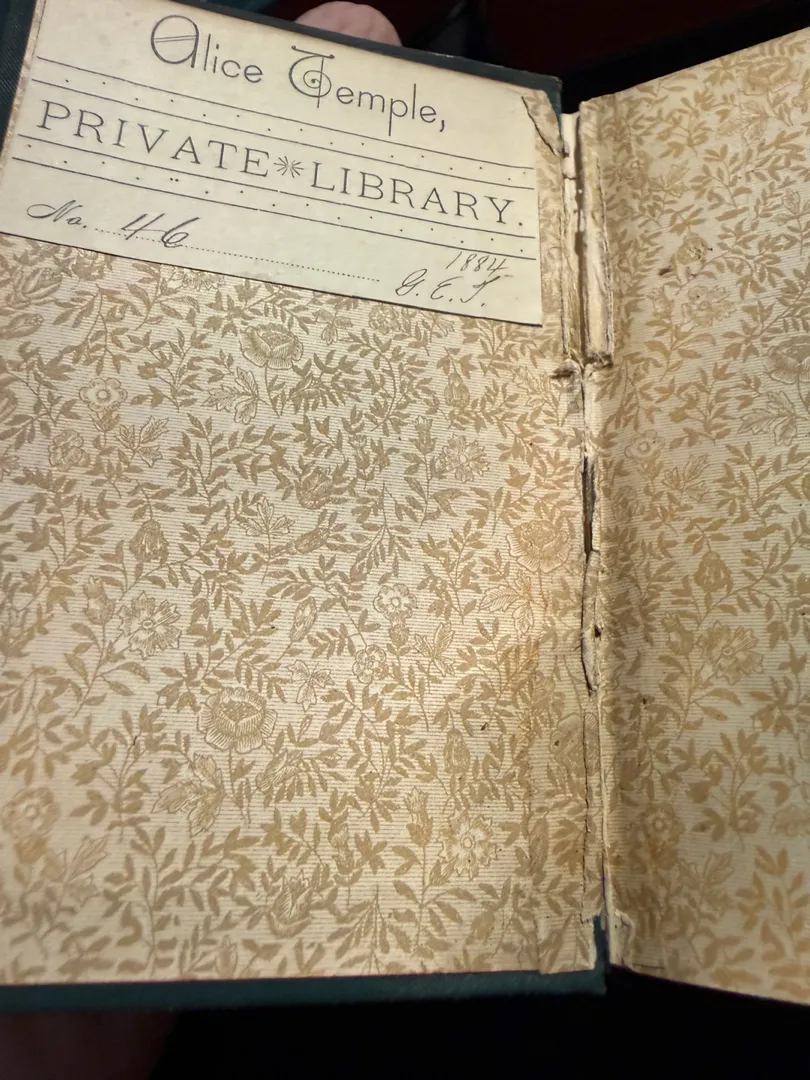 Alice Temple,
PRIVATE LIBRARY.
No. 46
1884
G. E. T.